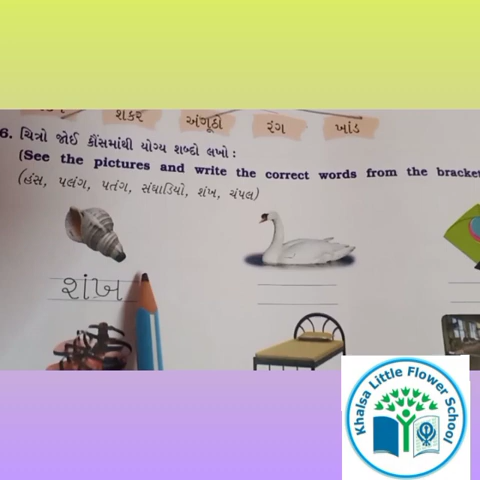 શકર અંગૂઠો રંગ ખાંડ
6. ચિત્રો જોઈ કૌંસમાંથી યોગ્ય શબ્દો લખો :
(See the pictures and write the correct words from the bracket
(હંસ, પલંગ, પતંગ, સંઘાડિયો, શંખ, ચંપલ)
શંખ
Khalsa Little Flower School